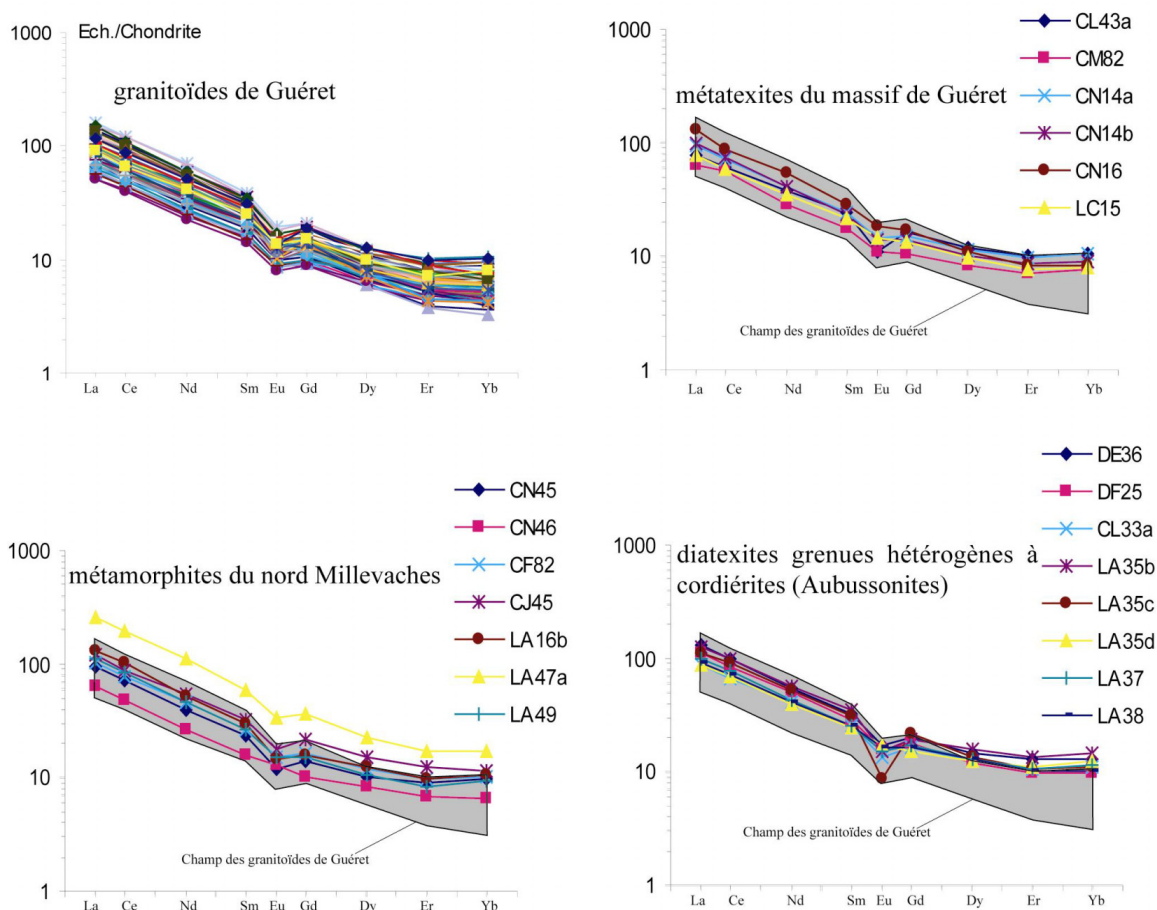 Ech./Chondrite
granitoïdes de Guéret
1000
100
10
1
La Ce Nd Sm Eu Gd Dy Er Yb
métatexites du massif de Guéret
CL43a
CM82
CN14a
CN14b
CN16
LC15
1000
100
10
1
Champ des granitoïdes de Guéret
La Ce Nd Sm Eu Gd Dy Er Yb
métamorphites du nord Millevaches
CN45
CN46
CF82
CJ45
LA16b
LA47a
LA49
1000
100
10
1
Champ des granitoïdes de Guéret
La Ce Nd Sm Eu Gd Dy Er Yb
diatexites grenues hétérogènes à
cordiérites (Aubussonites)
DE36
DF25
CL33a
LA35b
LA35c
LA35d
LA37
LA38
1000
100
10
1
Champ des granitoïdes de Guéret
La Ce Nd Sm Eu Gd Dy Er Yb